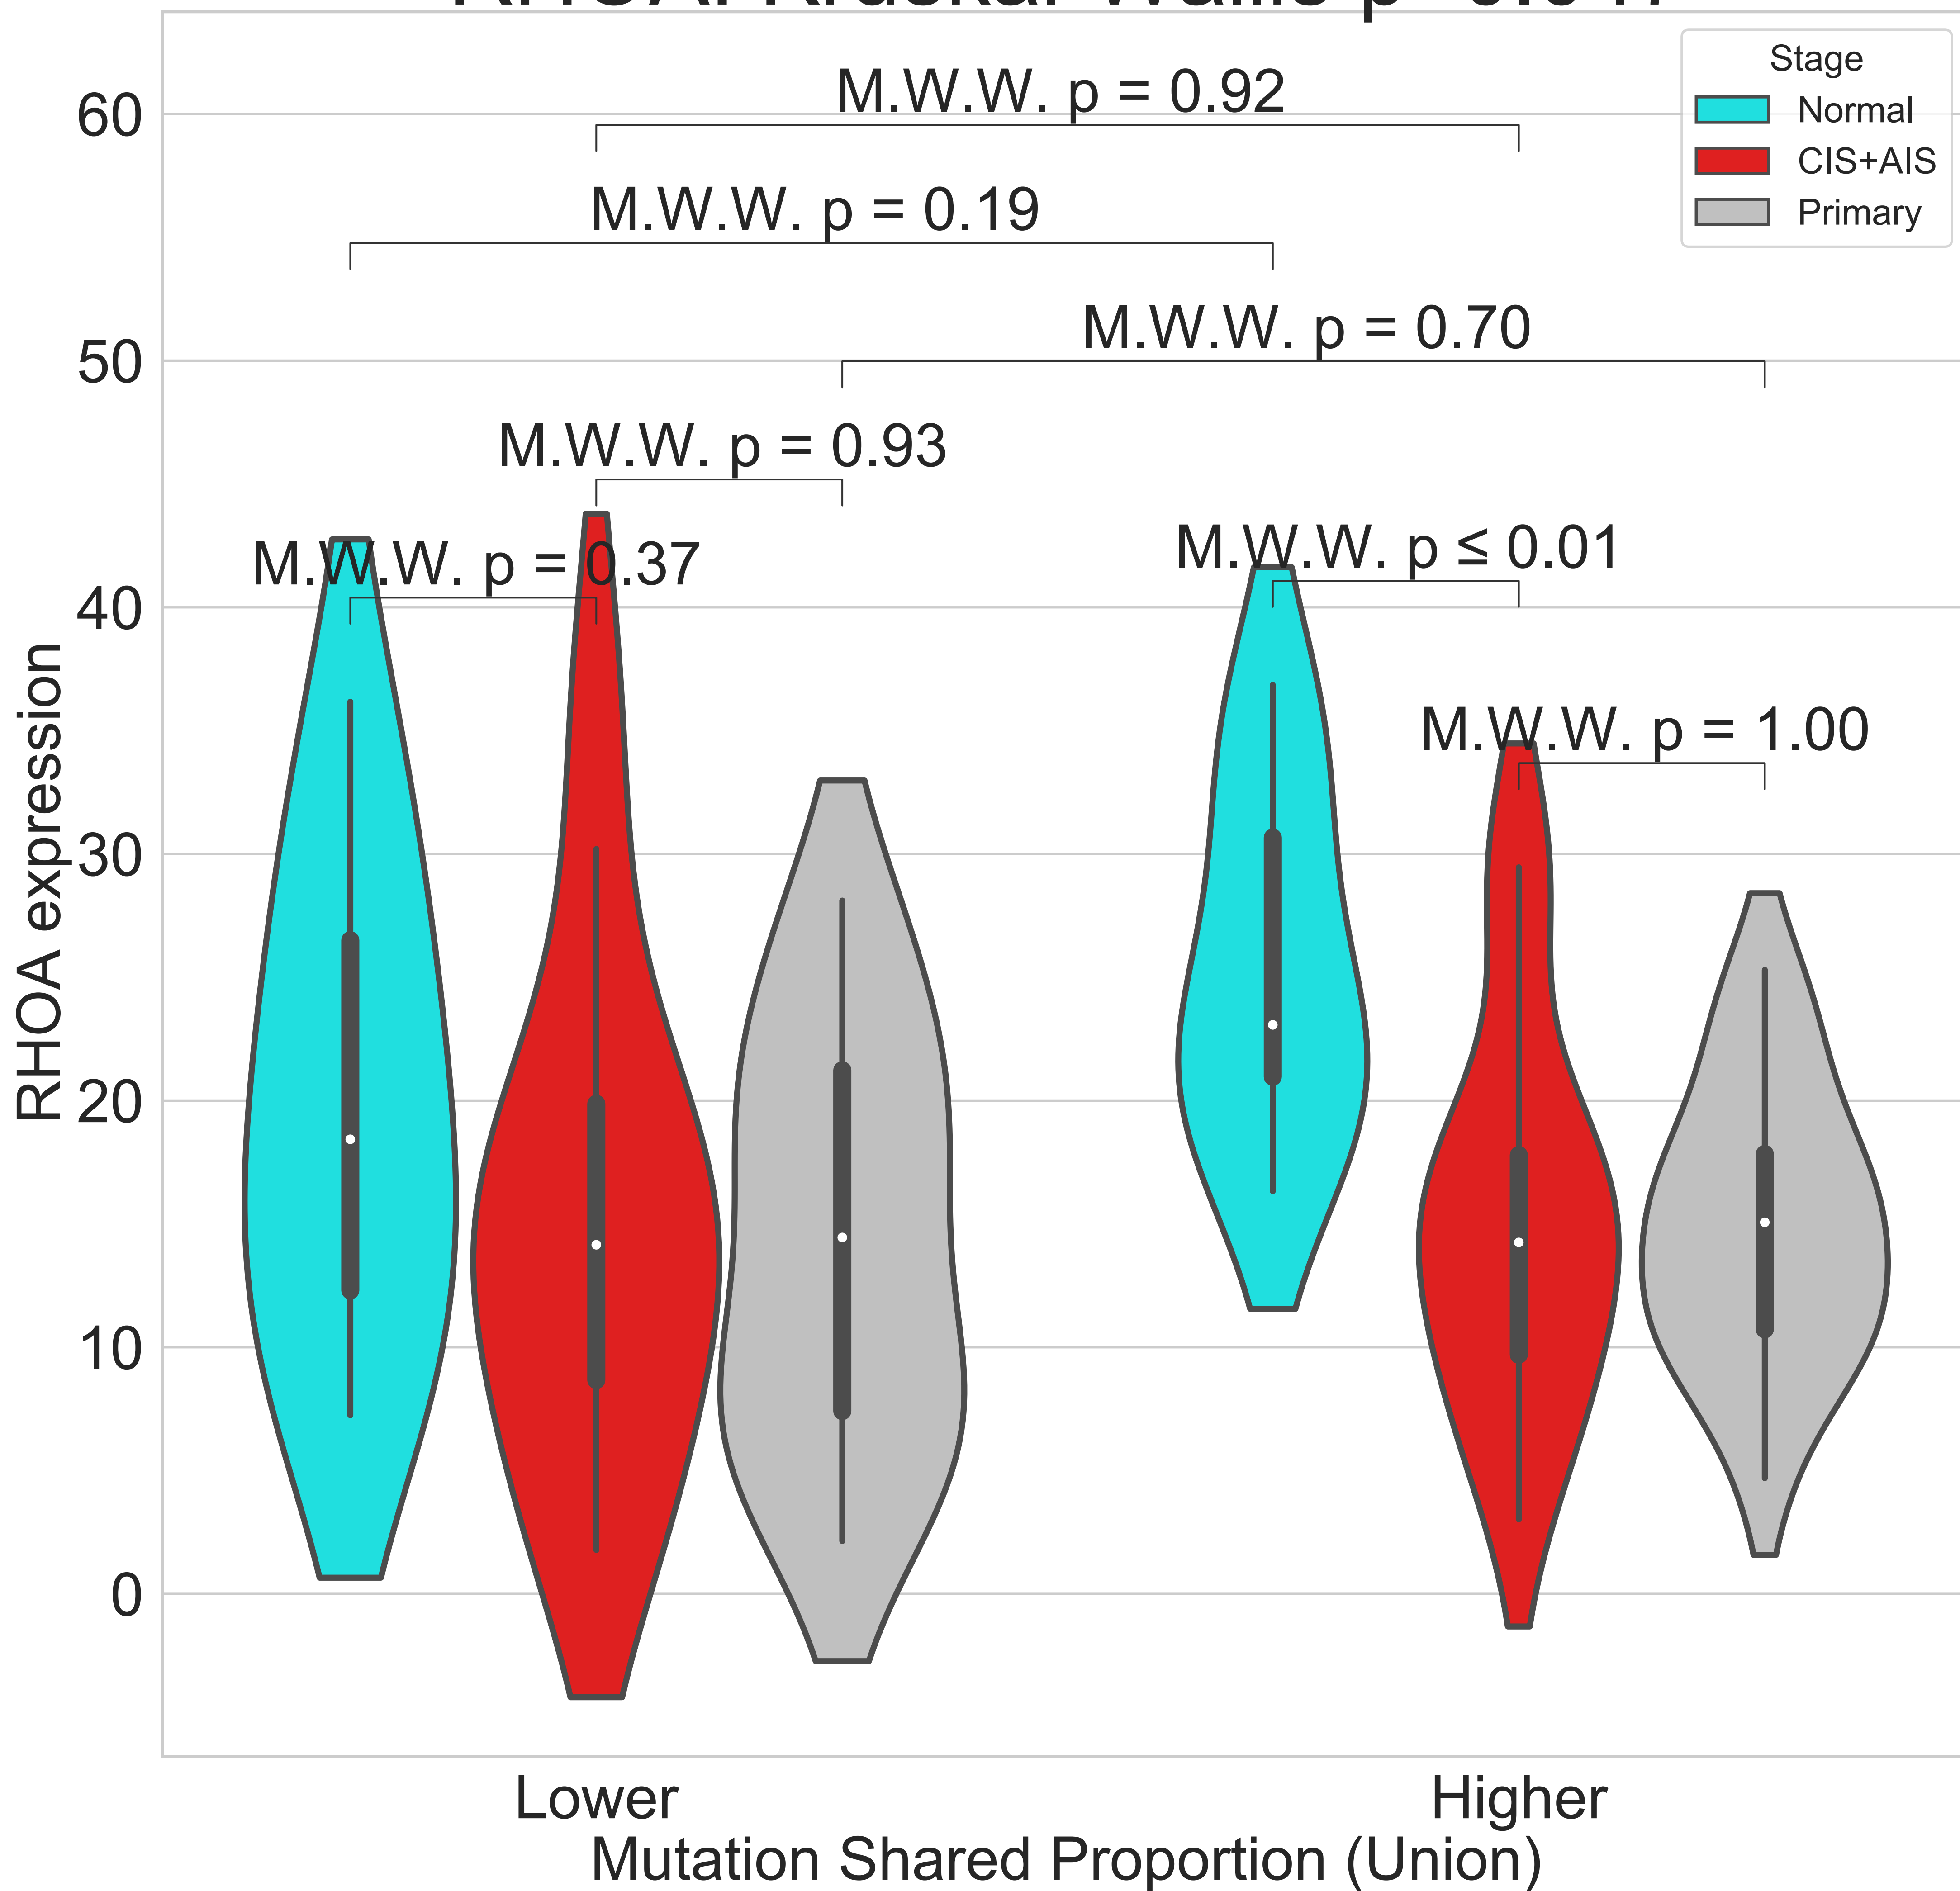 Stage
Normal
CIS+AIS
Primary
M.W.W. p = 0.92
M.W.W. p = 0.19
M.W.W. p = 0.70
M.W.W. p = 0.93
M.W.W. p = 0.37
M.W.W. p ≤ 0.01
M.W.W. p = 1.00
60
50
40
30
20
10
0
RHOA expression
Lower
Higher
Mutation Shared Proportion (Union)